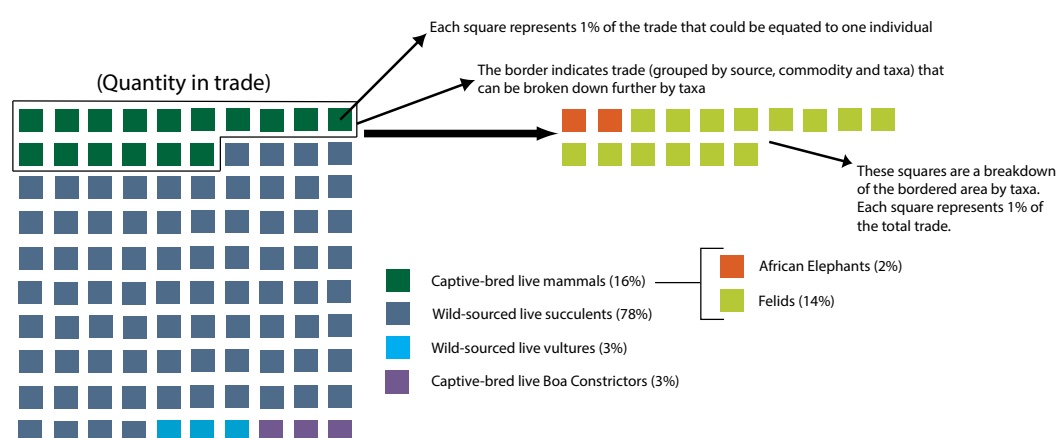 Each square represents 1% of the trade that could be equated to one individual
(Quantity in trade)
The border indicates trade (grouped by source, commodity and taxa) that
can be broken down further by taxa
These squares are a breakdown
of the bordered area by taxa.
Each square represents 1% of
the total trade.
Captive-bred live mammals (16%)
African Elephants (2%)
Felids (14%)
Wild-sourced live succulents (78%)
Wild-sourced live vultures (3%)
Captive-bred live Boa Constrictors (3%)